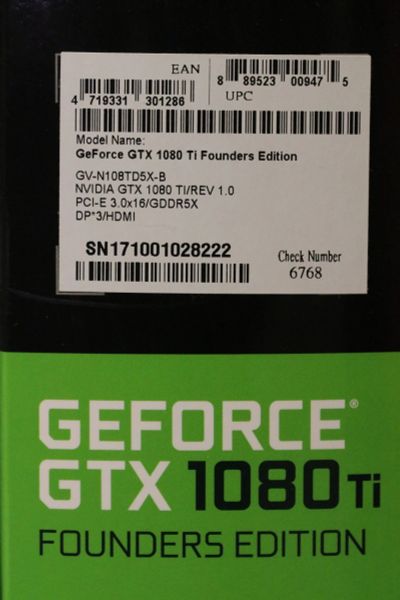 EAN
8 89523 00947 5
4 719331 301286
UPC
Model Name:
GeForce GTX 1080 Ti Founders Edition
GV-N108TD5X-B
NVIDIA GTX 1080 TI/REV 1.0
PCI-E 3.0x16/GDDR5X
DP*3/HDMI
SN171001028222
Check Number
6768
GEFORCE®
GTX 1080 Ti
FOUNDERS EDITION